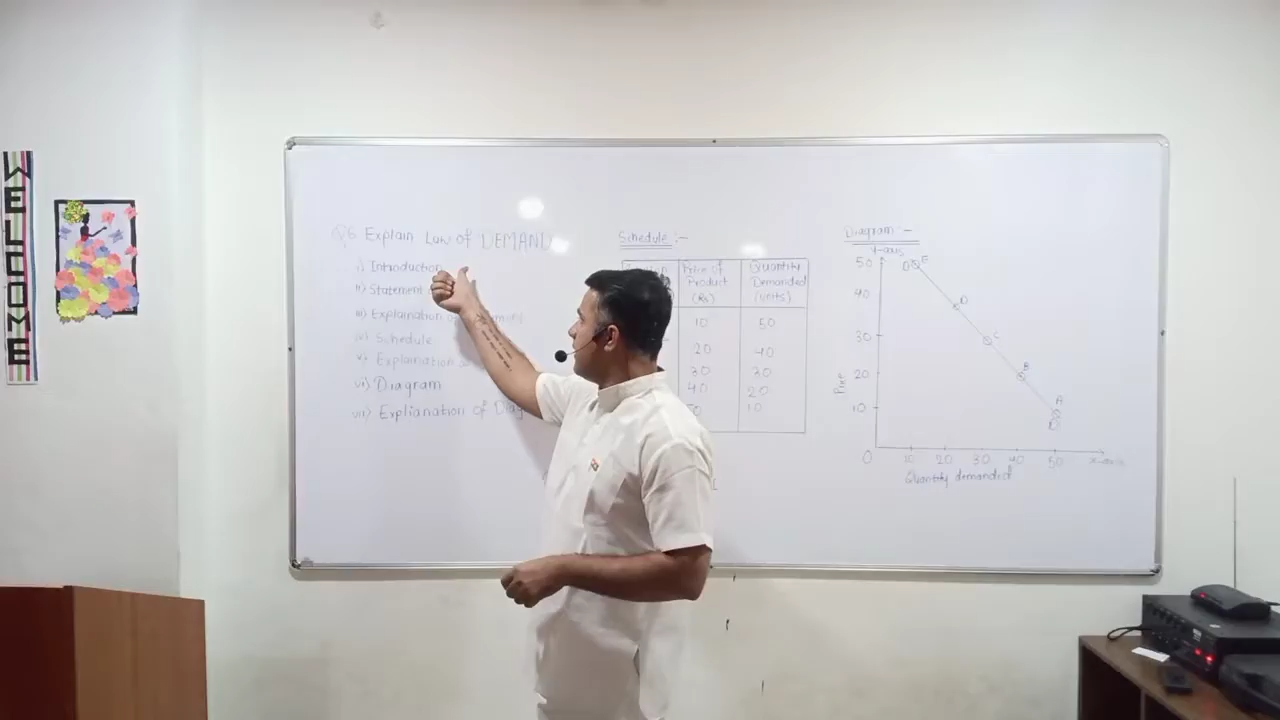 WELCOME
Q6 Explain Law of DEMAND
i) Introduction
ii) Statement
iii) Explaination of
iv) Schedule
v) Explaination
vi) Diagram
vii) Explianation of Diag
Schedule :-
Price of Product (Rs) Quantity Demanded (units)
10 50
20 40
30 30
40 20
50 10
Diagram :-
Y-axis
50 D E
40 D
30 C
20 B
10 A
D
0 10 20 30 40 50 X-axis
Quantity demanded